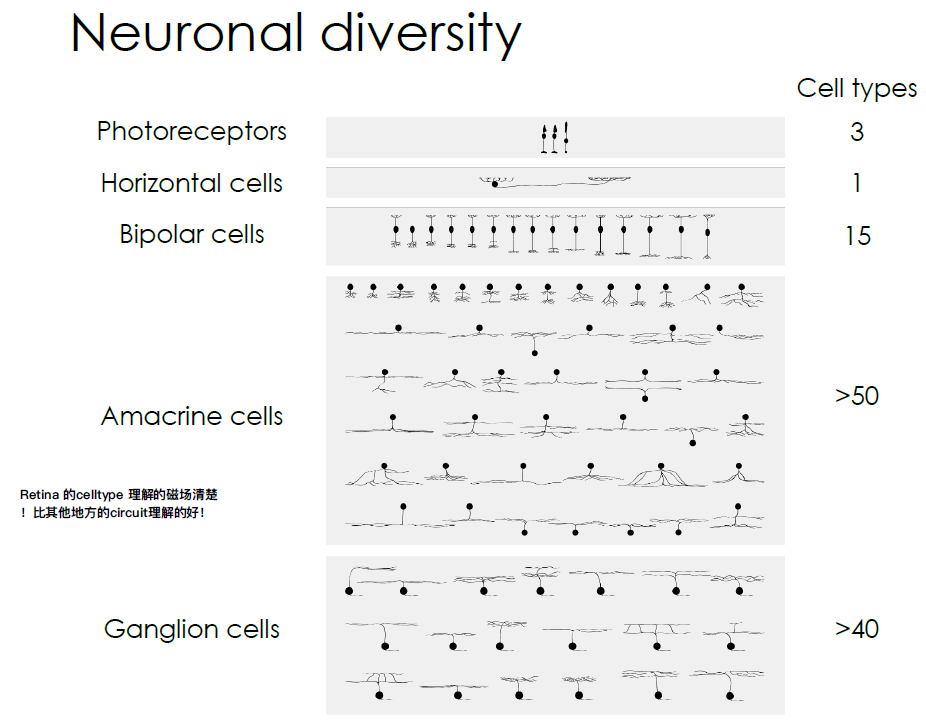 Neuronal diversity
Cell types
Photoreceptors 3
Horizontal cells 1
Bipolar cells 15
Amacrine cells >50
Retina 的celltype 理解的磁场清楚
！比其他地方的circuit理解的好！
Ganglion cells >40